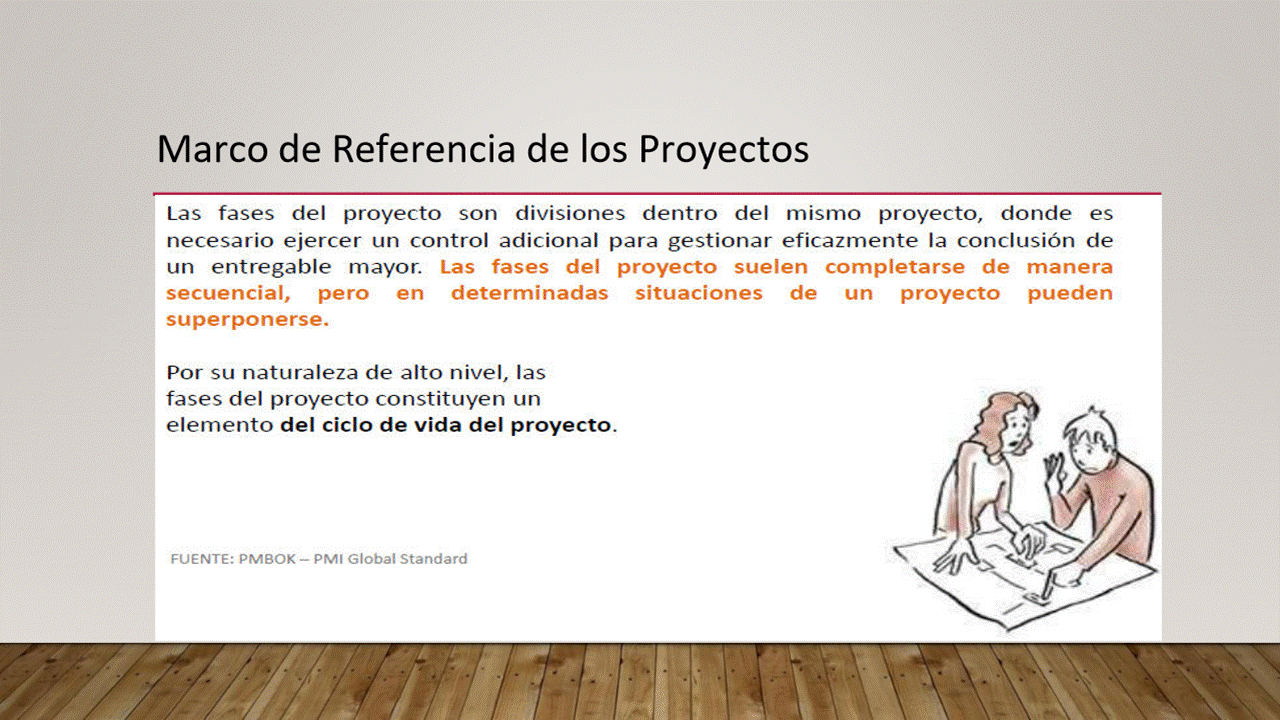 Marco de Referencia de los Proyectos
Las fases del proyecto son divisiones dentro del mismo proyecto, donde es
necesario ejercer un control adicional para gestionar eficazmente la conclusión de
un entregable mayor. Las fases del proyecto suelen completarse de manera
secuencial, pero en determinadas situaciones de un proyecto pueden
superponerse.
Por su naturaleza de alto nivel, las
fases del proyecto constituyen un
elemento del ciclo de vida del proyecto.
FUENTE: PMBOK – PMI Global Standard